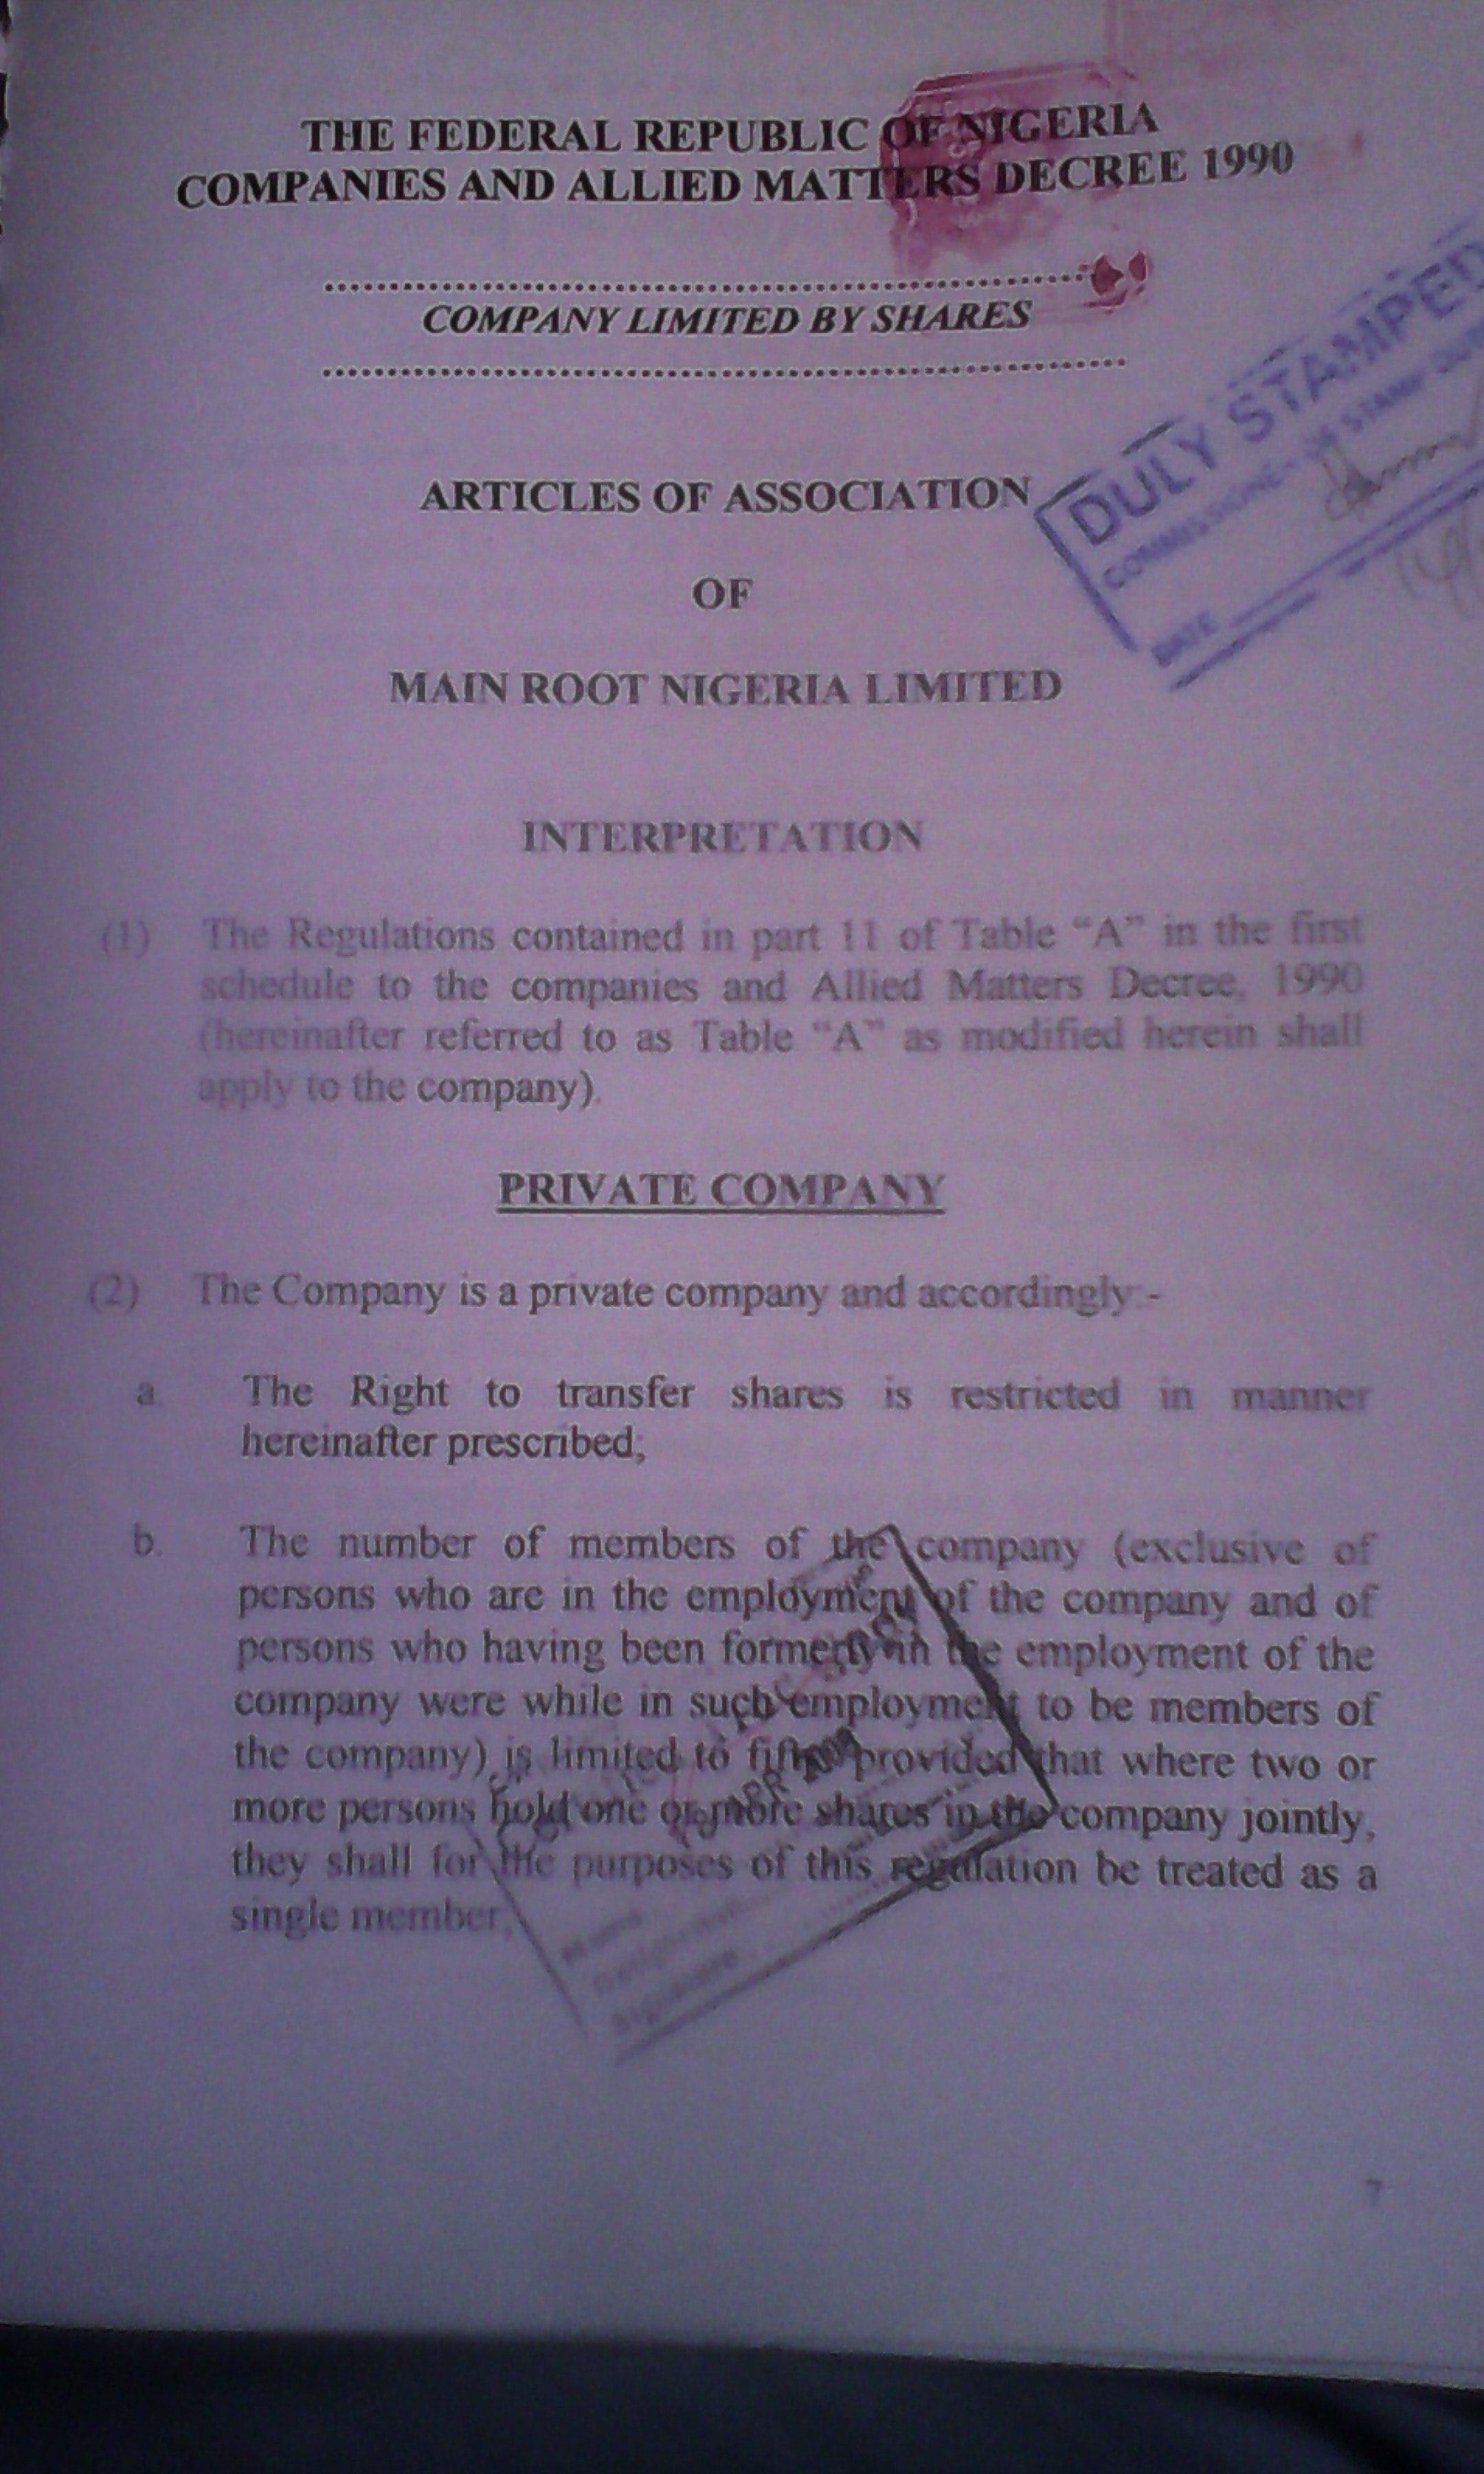 THE FEDERAL REPUBLIC OF NIGERIA
COMPANIES AND ALLIED MATTERS DECREE 1990
COMPANY LIMITED BY SHARES
DULY STAMPED
STAMP
DATE
ARTICLES OF ASSOCIATION
OF
MAIN ROOT NIGERIA LIMITED
INTERPRETATION
(1) The Regulations contained in part 11 of Table “A” in the first
schedule to the companies and Allied Matters Decree, 1990
(hereinafter referred to as Table “A” as modified herein shall
apply to the company).
PRIVATE COMPANY
(2) The Company is a private company and accordingly:-
a. The Right to transfer shares is restricted in manner
hereinafter prescribed;
b. The number of members of the company (exclusive of
persons who are in the employment of the company and of
persons who having been formerly in the employment of the
company were while in such employment to be members of
the company) is limited to fifty provided that where two or
more persons hold one or more shares in the company jointly,
they shall for the purposes of this regulation be treated as a
single member;
Name
Signature
7